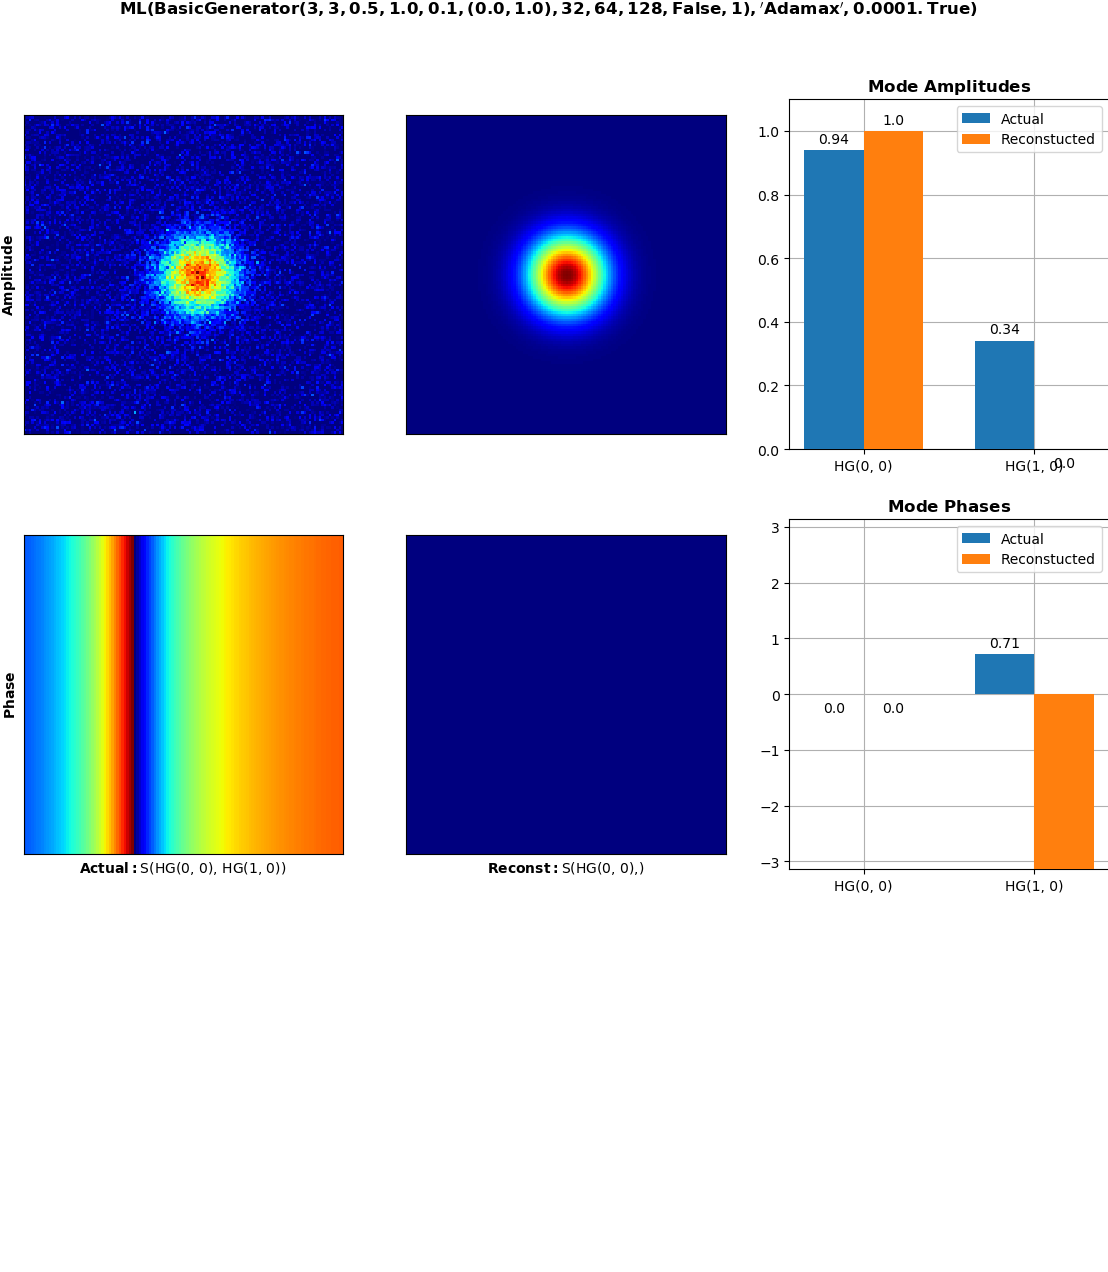 ML(BasicGenerator(3, 3, 0.5, 1.0, 0.1, (0.0, 1.0), 32, 64, 128, False, 1), ′Adamax′, 0.0001. True)
Mode Amplitudes
Amplitude
Actual
Reconstucted
1.0
0.94
0.34
0.0
1.0
0.8
0.6
0.4
0.2
0.0
HG(0, 0)
HG(1, 0)
Mode Phases
Phase
Actual
Reconstucted
0.71
0.0
0.0
3
2
1
0
−1
−2
−3
HG(0, 0)
HG(1, 0)
Actual: S(HG(0, 0), HG(1, 0))
Reconst: S(HG(0, 0),)